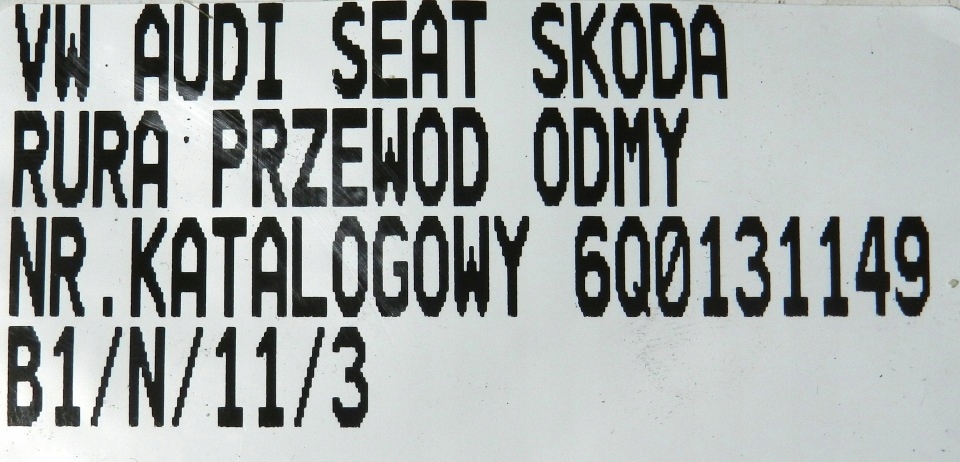 VW AUDI SEAT SKODA
RURA PRZEWOD ODMY
NR.KATALOGOWY 6Q0131149
B1/N/11/3